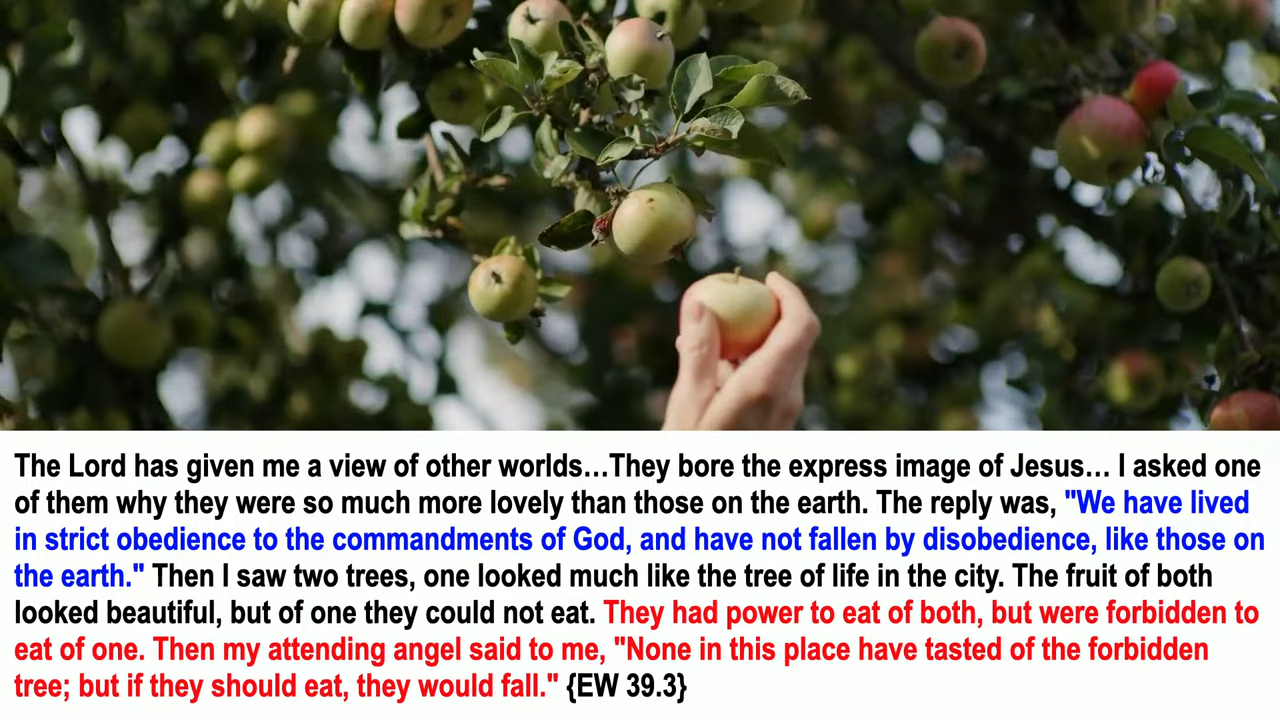 The Lord has given me a view of other worlds…They bore the express image of Jesus… I asked one
of them why they were so much more lovely than those on the earth. The reply was, "We have lived
in strict obedience to the commandments of God, and have not fallen by disobedience, like those on
the earth." Then I saw two trees, one looked much like the tree of life in the city. The fruit of both
looked beautiful, but of one they could not eat. They had power to eat of both, but were forbidden to
eat of one. Then my attending angel said to me, "None in this place have tasted of the forbidden
tree; but if they should eat, they would fall." {EW 39.3}